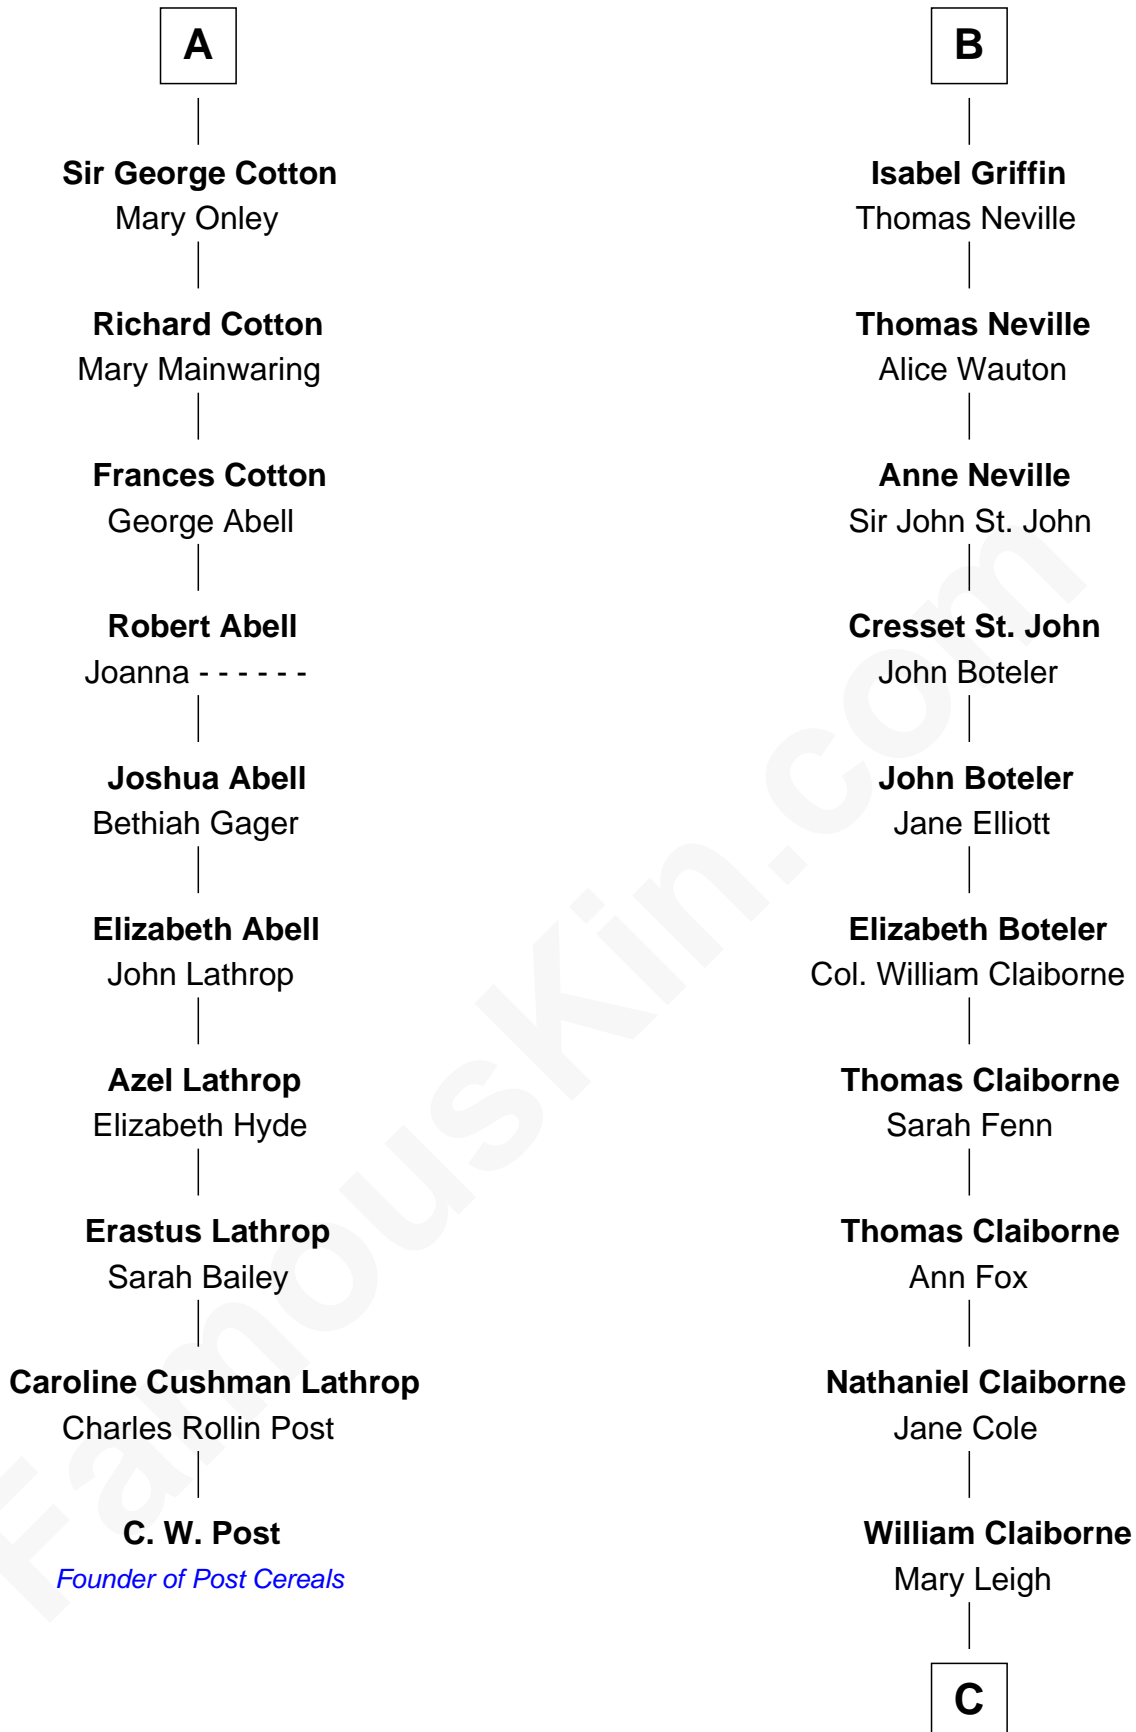 A
Sir George Cotton
Mary Onley
Richard Cotton
Mary Mainwaring
Frances Cotton
George Abell
Robert Abell
Joanna - - - - - -
Joshua Abell
Bethiah Gager
Elizabeth Abell
John Lathrop
Azel Lathrop
Elizabeth Hyde
Erastus Lathrop
Sarah Bailey
Caroline Cushman Lathrop
Charles Rollin Post
C. W. Post
Founder of Post Cereals
B
Isabel Griffin
Thomas Neville
Thomas Neville
Alice Wauton
Anne Neville
Sir John St. John
Cresset St. John
John Boteler
John Boteler
Jane Elliott
Elizabeth Boteler
Col. William Claiborne
Thomas Claiborne
Sarah Fenn
Thomas Claiborne
Ann Fox
Nathaniel Claiborne
Jane Cole
William Claiborne
Mary Leigh
C
FamousKin.com